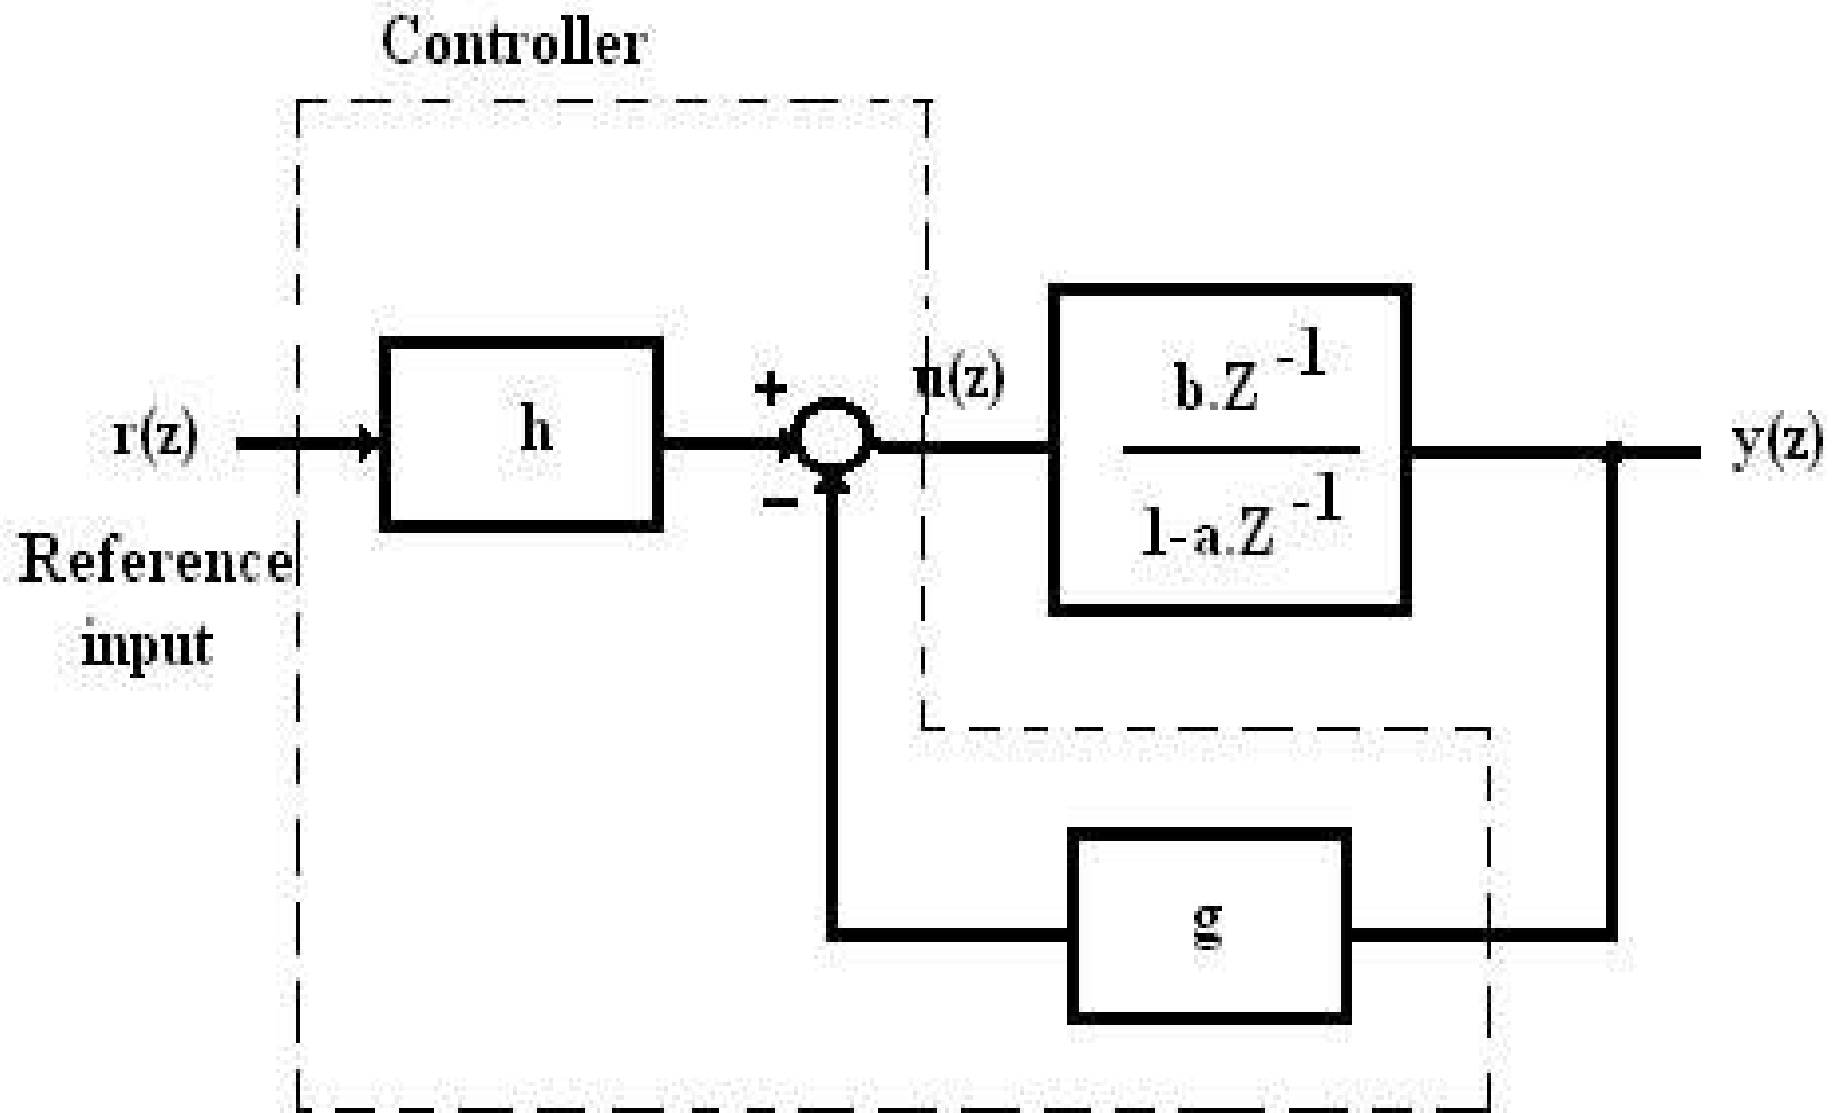 Controller
r(z)
h
+
−
u(z)
b.Z⁻¹
1-a.Z⁻¹
y(z)
Reference
input
g